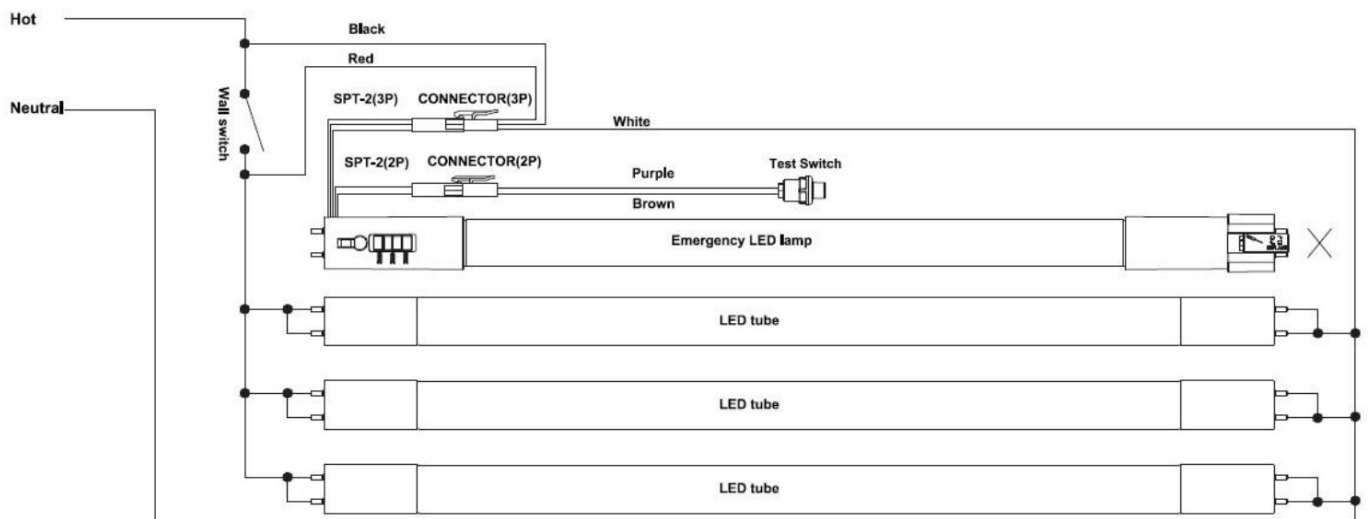 Hot
Black
Red
Neutral
Wall switch
SPT-2(3P)
CONNECTOR(3P)
White
SPT-2(2P)
CONNECTOR(2P)
Test Switch
Purple
Brown
Emergency LED lamp
LED tube
LED tube
LED tube